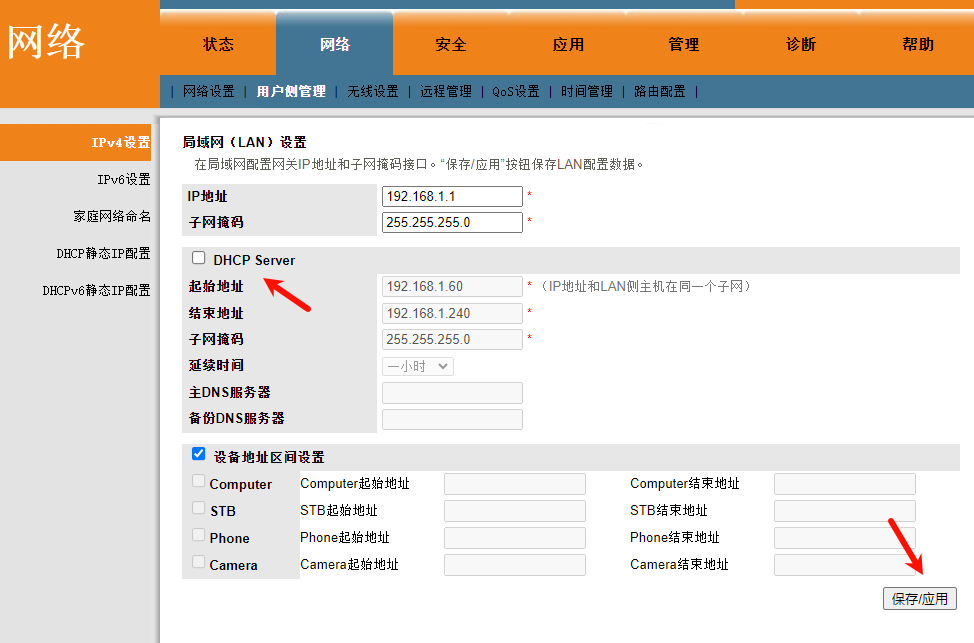 网络
状态 网络 安全 应用 管理 诊断 帮助
| 网络设置 | 用户侧管理 | 无线设置 | 远程管理 | QoS设置 | 时间管理 | 路由配置 |
IPv4设置
IPv6设置
家庭网络命名
DHCP静态IP配置
DHCPv6静态IP配置
局域网（LAN）设置
在局域网配置网关IP地址和子网掩码接口。“保存/应用”按钮保存LAN配置数据。
IP地址 192.168.1.1 *
子网掩码 255.255.255.0 *
DHCP Server
起始地址 192.168.1.60 *（IP地址和LAN侧主机在同一个子网）
结束地址 192.168.1.240 *
子网掩码 255.255.255.0 *
延续时间 一小时
主DNS服务器
备份DNS服务器
设备地址区间设置
Computer Computer起始地址 Computer结束地址
STB STB起始地址 STB结束地址
Phone Phone起始地址 Phone结束地址
Camera Camera起始地址 Camera结束地址
保存/应用